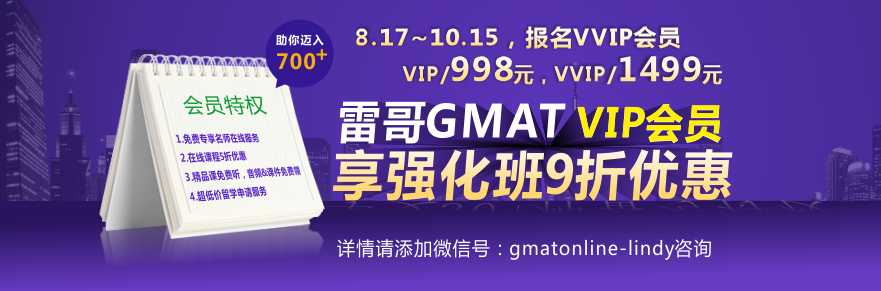 助你迈入
700+
8.17~10.15，报名VVIP会员
VIP/998元，VVIP/1499元
会员特权
1.免费专享名师在线服务
2.在线课程5折优惠
3.精品课免费听，音频&课件免费领
4.超低价留学申请服务
雷哥GMAT VIP会员
享强化班9折优惠
详情请添加微信号：gmatonline-lindy咨询